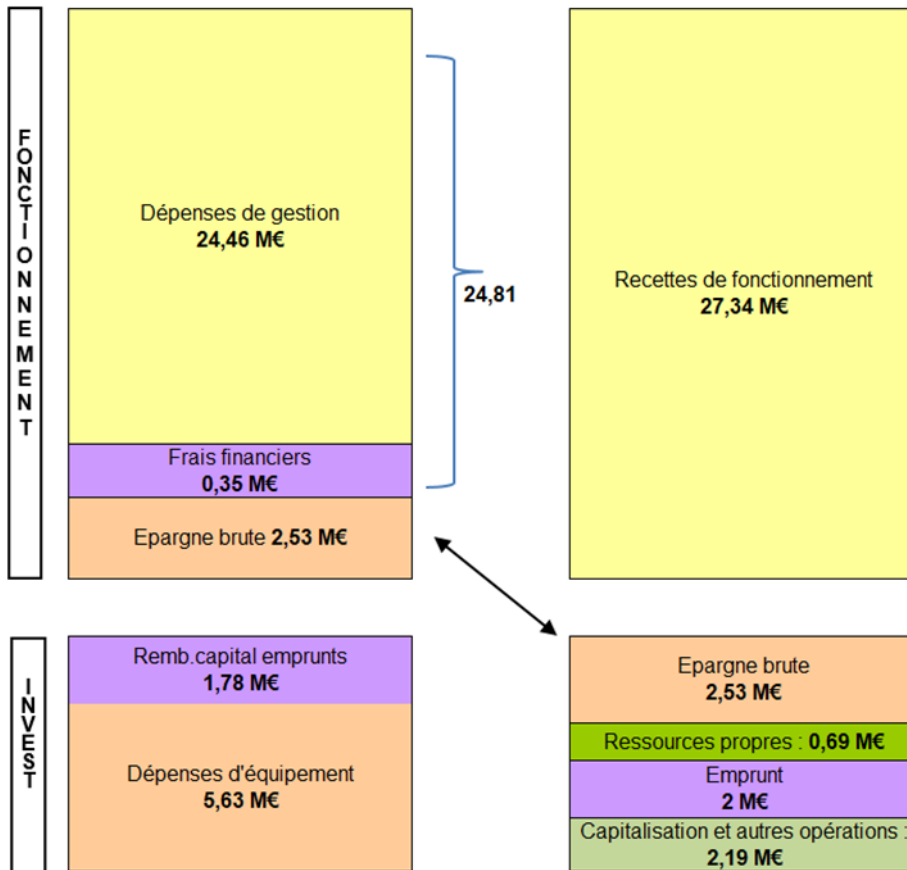 FONCTIONNEMENT
Dépenses de gestion
24,46 M€
24,81
Frais financiers
0,35 M€
Epargne brute 2,53 M€
Recettes de fonctionnement
27,34 M€
INVEST
Remb.capital emprunts
1,78 M€
Dépenses d'équipement
5,63 M€
Epargne brute
2,53 M€
Ressources propres : 0,69 M€
Emprunt
2 M€
Capitalisation et autres opérations :
2,19 M€